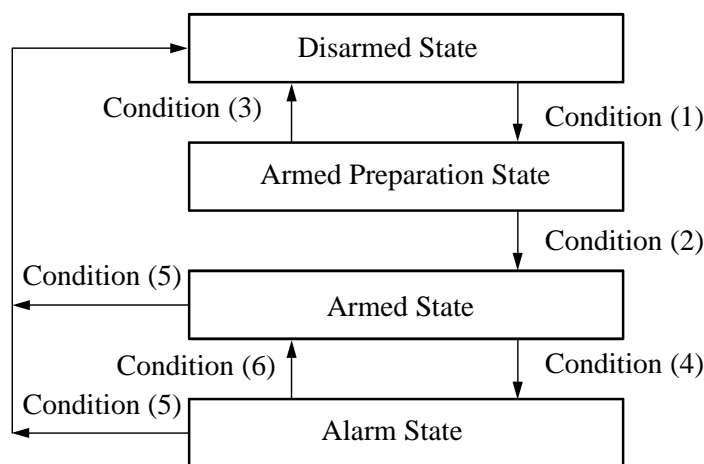 Disarmed State
Condition (3)
Condition (1)
Armed Preparation State
Condition (2)
Condition (5)
Armed State
Condition (6)
Condition (4)
Condition (5)
Alarm State